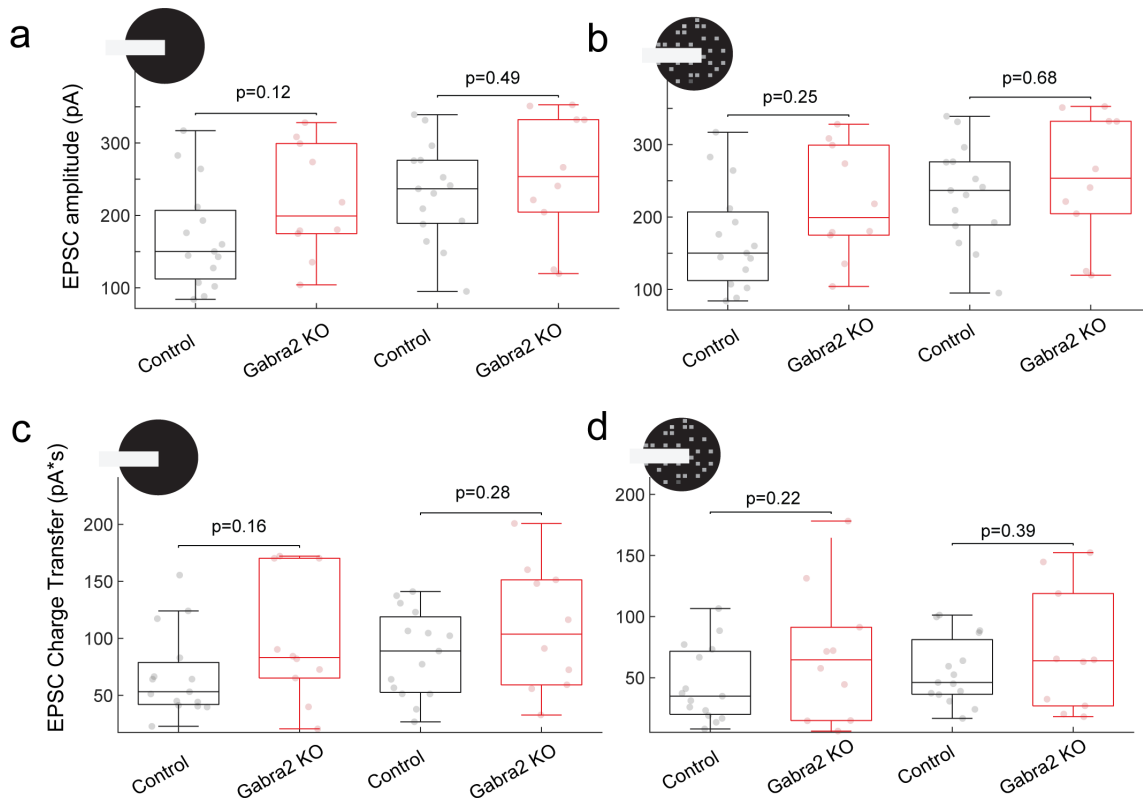 a
p=0.12
p=0.49
EPSC amplitude (pA)
300
200
100
Control
Gabra2 KO
Control
Gabra2 KO
b
p=0.25
p=0.68
300
200
100
Control
Gabra2 KO
Control
Gabra2 KO
c
p=0.16
p=0.28
EPSC Charge Transfer (pA*s)
200
150
100
50
Control
Gabra2 KO
Control
Gabra2 KO
d
p=0.22
p=0.39
200
150
100
50
Control
Gabra2 KO
Control
Gabra2 KO